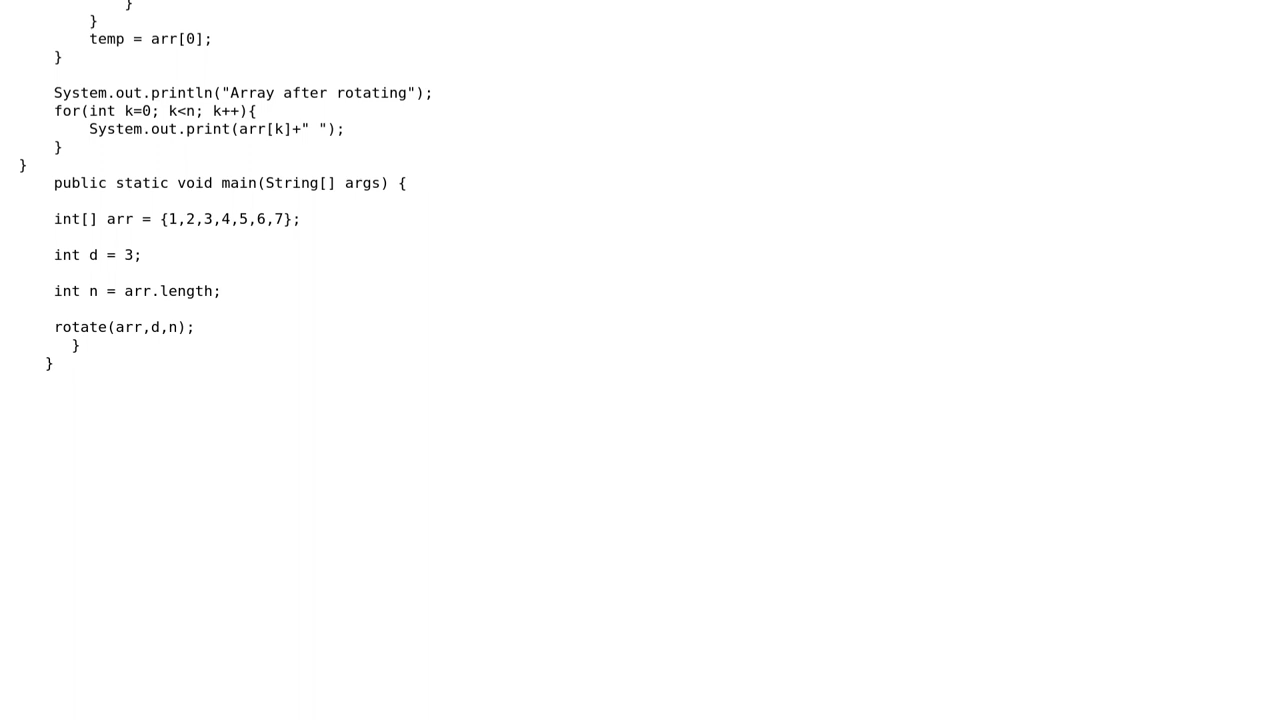 }
}
temp = arr[0];
}
System.out.println("Array after rotating");
for(int k=0; k<n; k++){
System.out.print(arr[k]+" ");
}
}
public static void main(String[] args) {
int[] arr = {1,2,3,4,5,6,7};
int d = 3;
int n = arr.length;
rotate(arr,d,n);
}
}